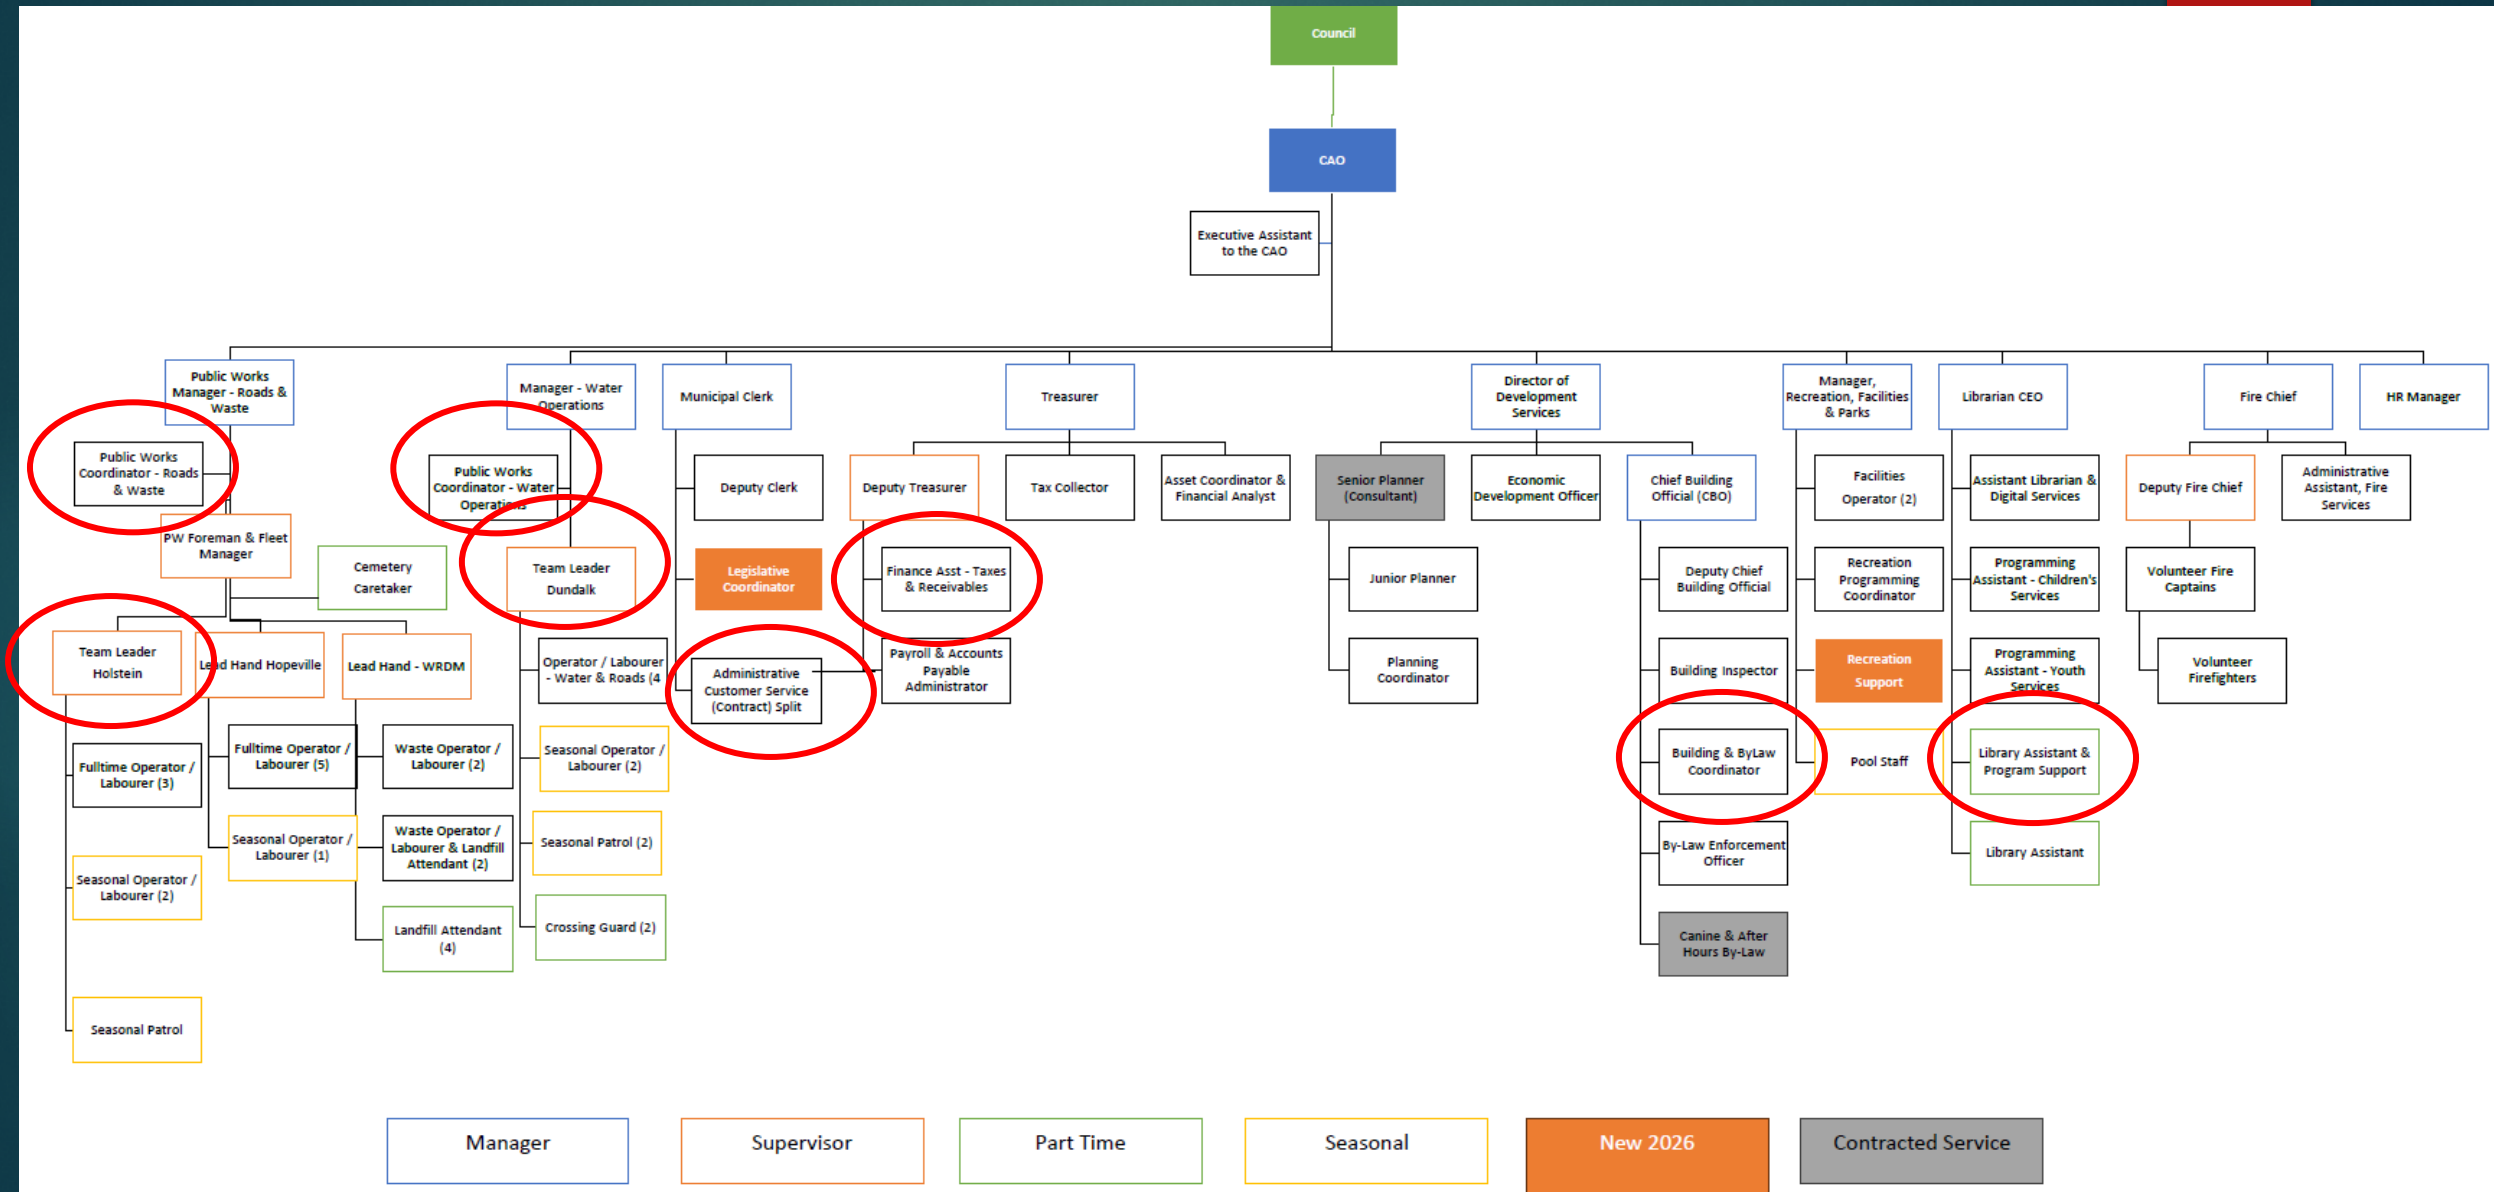 Council
CAO
Executive Assistant
to the CAO
Public Works
Manager - Roads &
Waste
Manager - Water
Operations
Municipal Clerk
Treasurer
Director of
Development
Services
Manager,
Recreation, Facilities
& Parks
Librarian CEO
Fire Chief
HR Manager
Public Works
Coordinator - Roads
& Waste
Public Works
Coordinator - Water
Operations
Deputy Clerk
Deputy Treasurer
Tax Collector
Asset Coordinator &
Financial Analyst
Senior Planner
(Consultant)
Economic
Development Officer
Chief Building
Official (CBO)
Facilities
Operator (2)
Assistant Librarian &
Digital Services
Deputy Fire Chief
Administrative
Assistant, Fire
Services
PW Foreman & Fleet
Manager
Cemetery
Caretaker
Team Leader
Dundalk
Legislative
Coordinator
Finance Asst - Taxes
& Receivables
Junior Planner
Deputy Chief
Building Official
Recreation
Programming
Coordinator
Programming
Assistant - Children's
Services
Volunteer Fire
Captains
Team Leader
Holstein
Lead Hand Hopeville
Lead Hand - WRDM
Operator / Labourer
- Water & Roads (4
Administrative
Customer Service
(Contract) Split
Payroll & Accounts
Payable
Administrator
Planning
Coordinator
Building Inspector
Recreation
Support
Programming
Assistant - Youth
Services
Volunteer
Firefighters
Fulltime Operator /
Labourer (3)
Fulltime Operator /
Labourer (5)
Waste Operator /
Labourer (2)
Seasonal Operator /
Labourer (2)
Building & ByLaw
Coordinator
Pool Staff
Library Assistant &
Program Support
Seasonal Operator /
Labourer (2)
Seasonal Operator /
Labourer (1)
Waste Operator /
Labourer & Landfill
Attendant (2)
Seasonal Patrol (2)
By-Law Enforcement
Officer
Library Assistant
Landfill Attendant
(4)
Crossing Guard (2)
Canine & After
Hours By-Law
Seasonal Patrol
Manager
Supervisor
Part Time
Seasonal
New 2026
Contracted Service